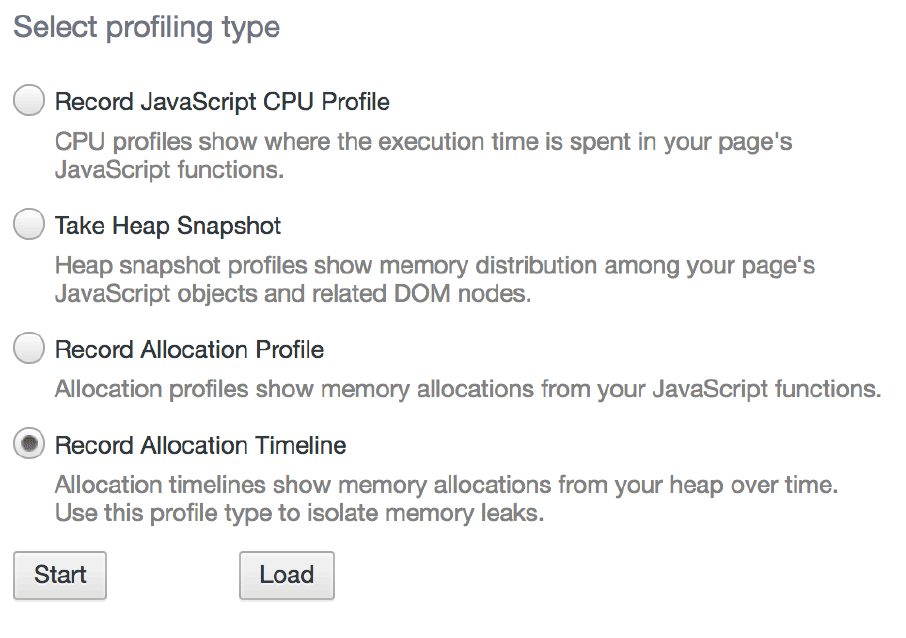 Select profiling type
Record JavaScript CPU Profile
CPU profiles show where the execution time is spent in your page's
JavaScript functions.
Take Heap Snapshot
Heap snapshot profiles show memory distribution among your page's
JavaScript objects and related DOM nodes.
Record Allocation Profile
Allocation profiles show memory allocations from your JavaScript functions.
Record Allocation Timeline
Allocation timelines show memory allocations from your heap over time.
Use this profile type to isolate memory leaks.
Start Load